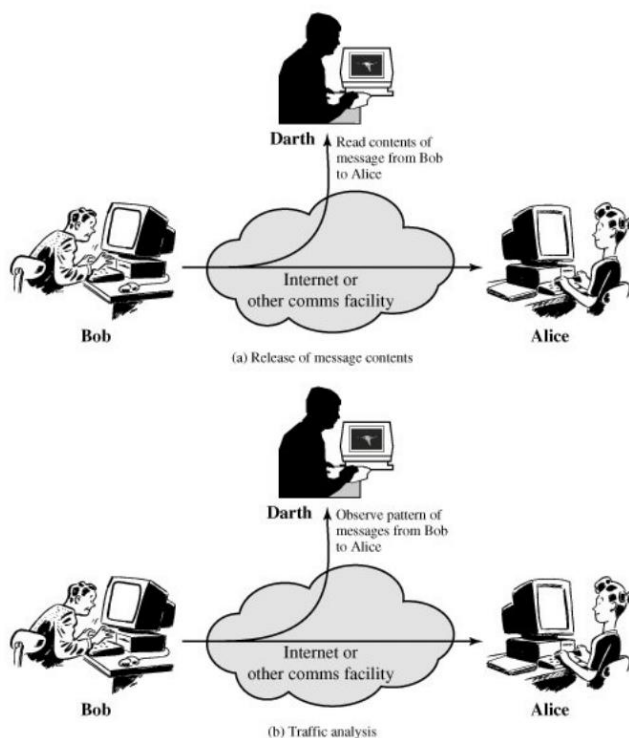 Darth
Read contents of
message from Bob
to Alice
Internet or
other comms facility
Bob
Alice
(a) Release of message contents
Darth
Observe pattern of
messages from Bob
to Alice
Internet or
other comms facility
Bob
Alice
(b) Traffic analysis